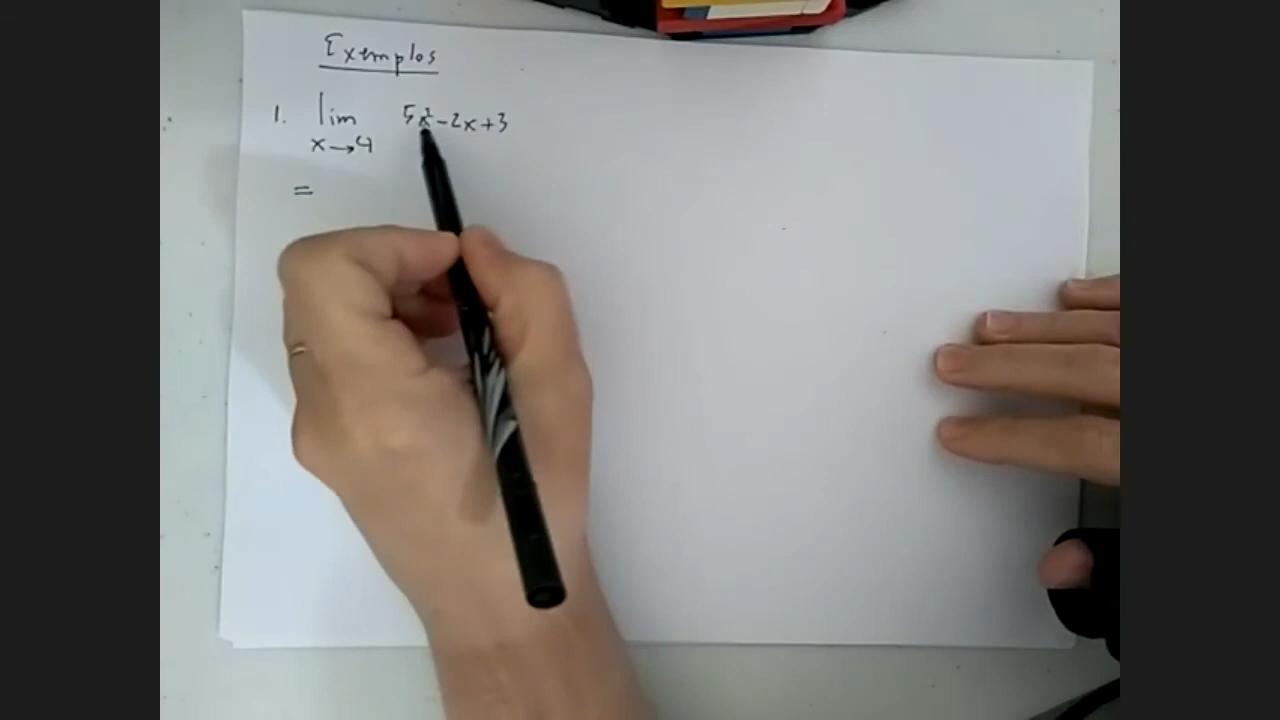 Exemplos
1. lim 5x²-2x+3
x→4
=